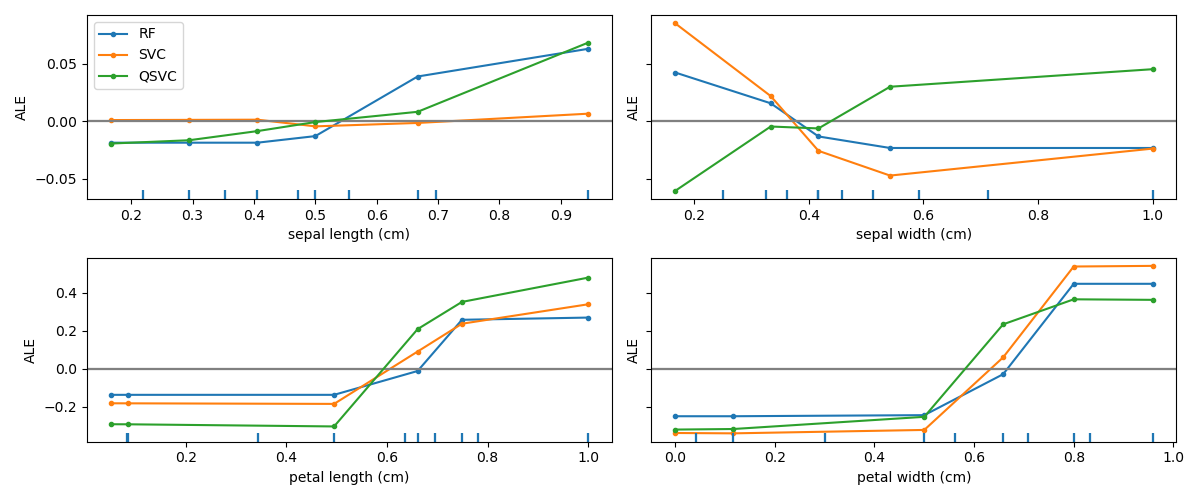 RF
SVC
QSVC
ALE
0.05
0.00
−0.05
0.2 0.3 0.4 0.5 0.6 0.7 0.8 0.9
sepal length (cm)
ALE
0.2 0.4 0.6 0.8 1.0
sepal width (cm)
ALE
0.4
0.2
0.0
−0.2
0.2 0.4 0.6 0.8 1.0
petal length (cm)
ALE
0.0 0.2 0.4 0.6 0.8 1.0
petal width (cm)